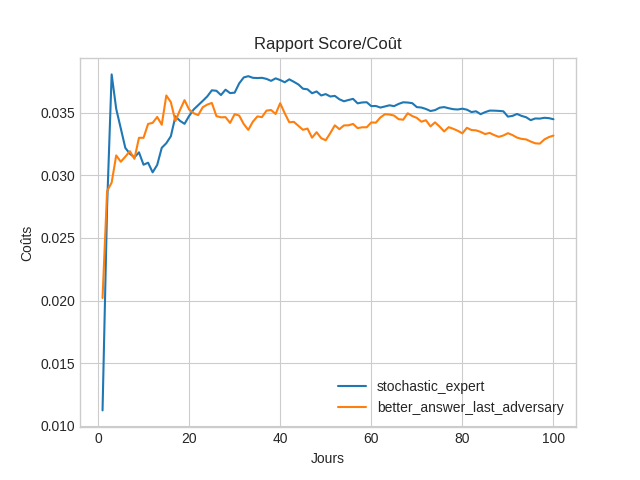 Rapport Score/Coût
Coûts
0.035
0.030
0.025
0.020
0.015
0.010
stochastic_expert
better_answer_last_adversary
0 20 40 60 80 100
Jours